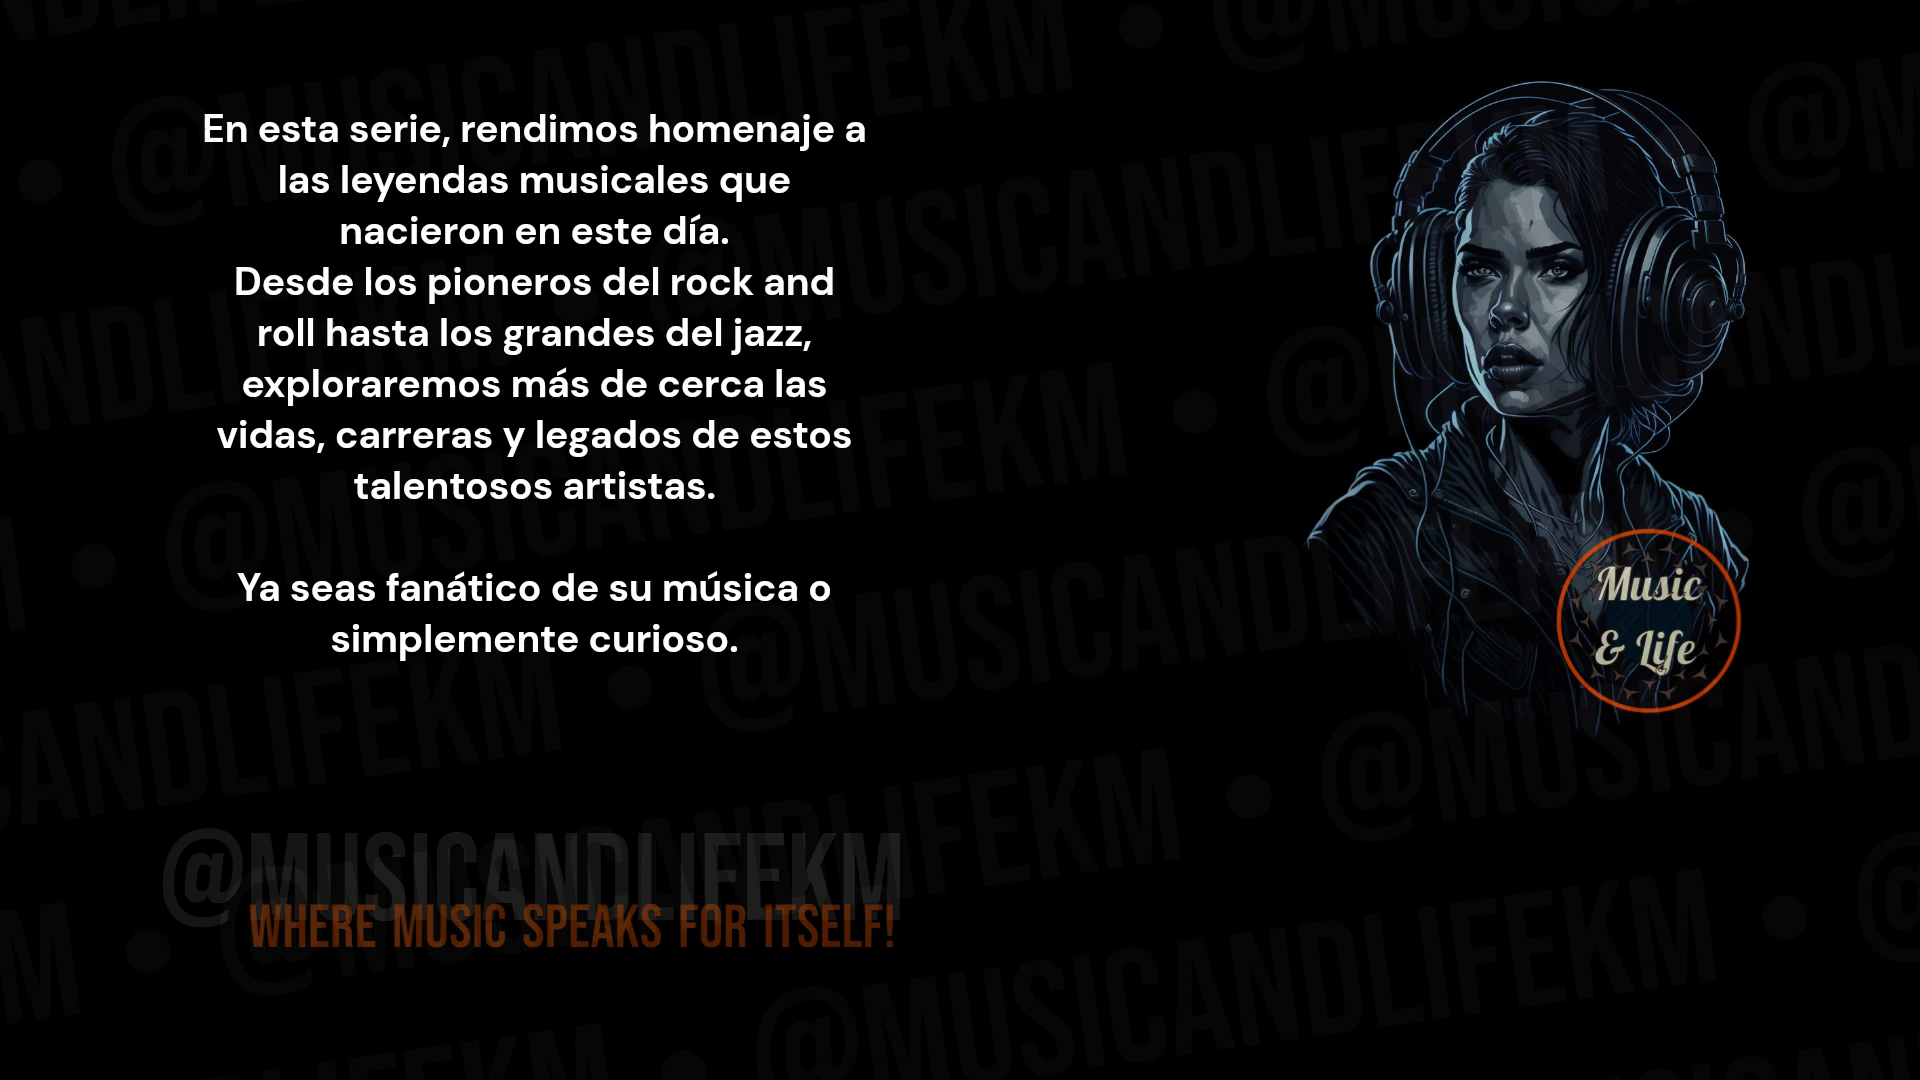 En esta serie, rendimos homenaje a
las leyendas musicales que
nacieron en este día.
Desde los pioneros del rock and
roll hasta los grandes del jazz,
exploraremos más de cerca las
vidas, carreras y legados de estos
talentosos artistas.
Ya seas fanático de su música o
simplemente curioso.
Music
& Life
@MUSICANDLIFEKM
WHERE MUSIC SPEAKS FOR ITSELF!